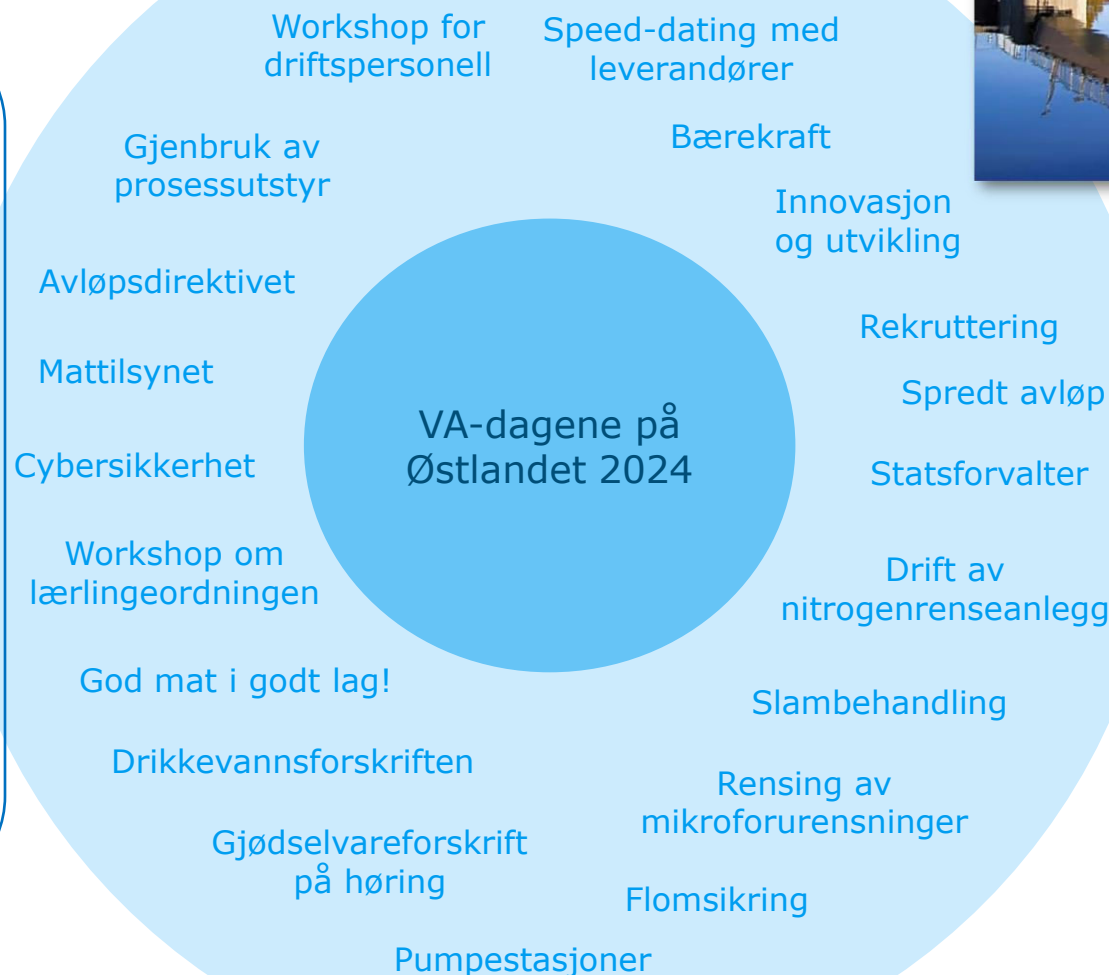 Workshop for
driftspersonell
Speed-dating med
leverandører
Bærekraft
Gjenbruk av
prosessutstyr
Innovasjon
og utvikling
Avløpsdirektivet
Rekruttering
Mattilsynet
Spredt avløp
VA-dagene på
Østlandet 2024
Cybersikkerhet
Statsforvalter
Workshop om
lærlingeordningen
Drift av
nitrogenrenseanlegg
God mat i godt lag!
Slambehandling
Drikkevannsforskriften
Rensing av
mikroforurensninger
Gjødselvareforskrift
på høring
Flomsikring
Pumpestasjoner